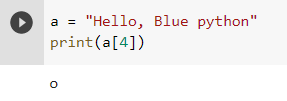 a = "Hello, Blue python"
print(a[4])
o